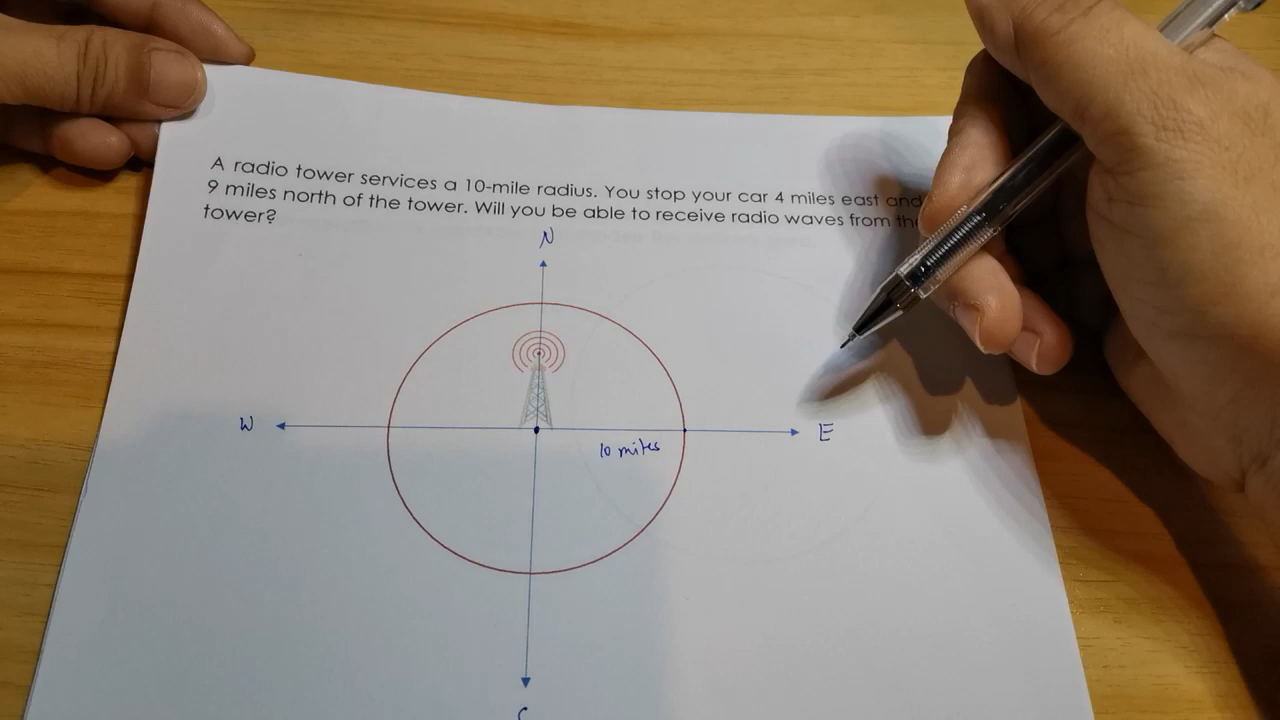 A radio tower services a 10-mile radius. You stop your car 4 miles east and
9 miles north of the tower. Will you be able to receive radio waves from the
tower?
N
W
E
10 miles